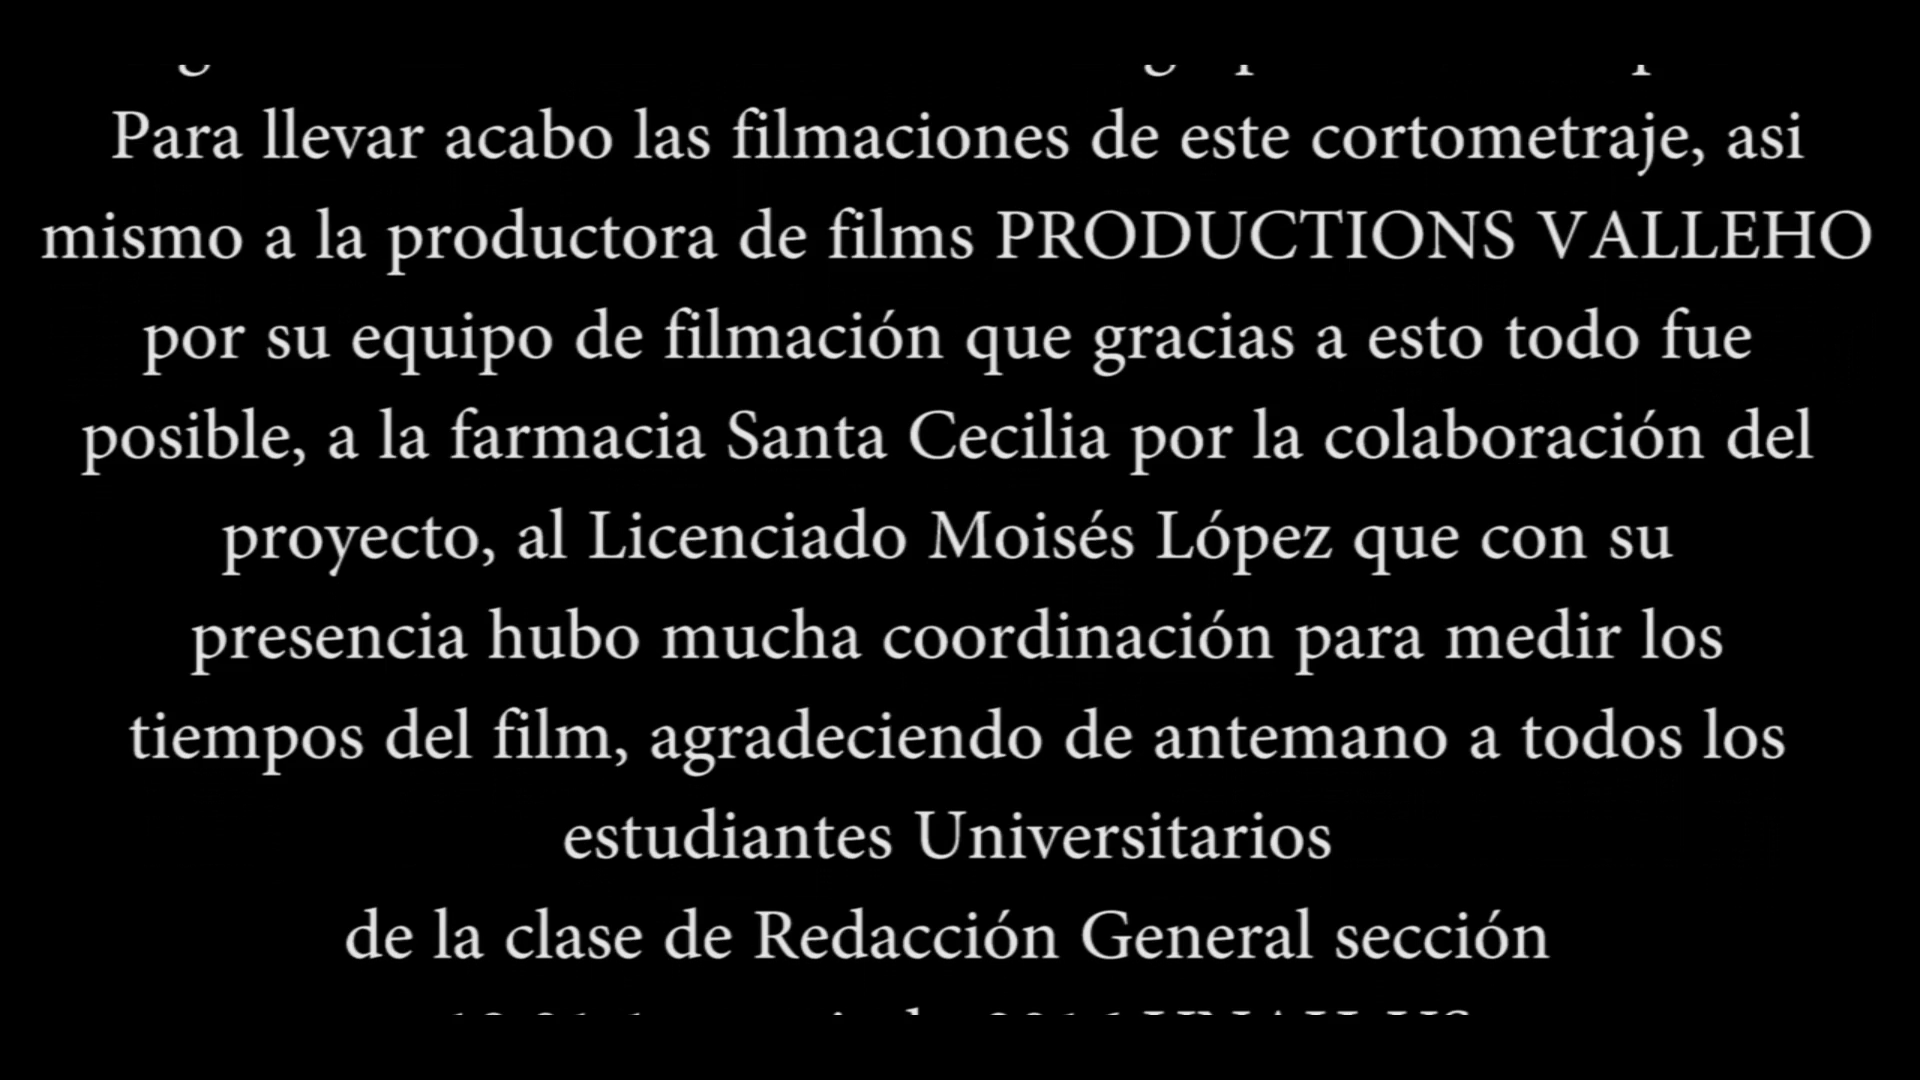 Para llevar acabo las filmaciones de este cortometraje, asi
mismo a la productora de films PRODUCTIONS VALLEHO
por su equipo de filmación que gracias a esto todo fue
posible, a la farmacia Santa Cecilia por la colaboración del
proyecto, al Licenciado Moisés López que con su
presencia hubo mucha coordinación para medir los
tiempos del film, agradeciendo de antemano a todos los
estudiantes Universitarios
de la clase de Redacción General sección